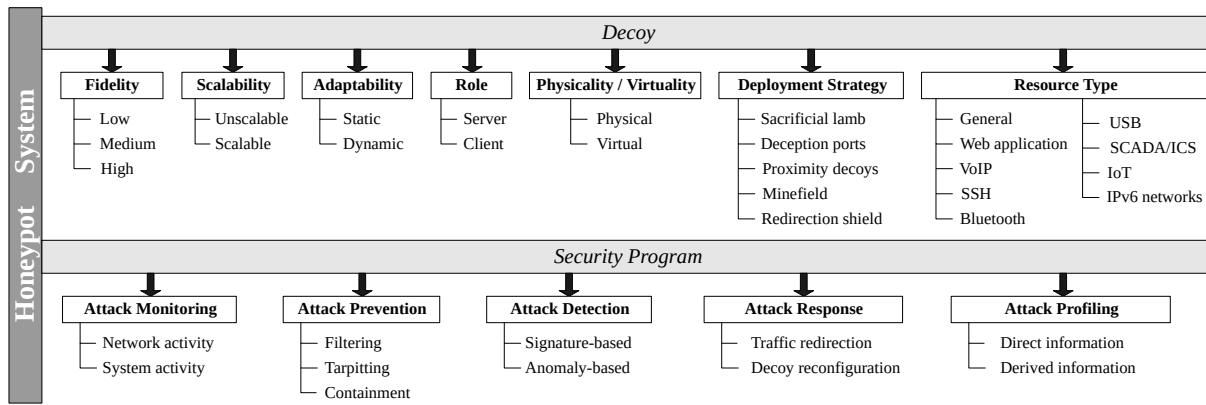 Honeypot System
Decoy
Fidelity
Low
Medium
High
Scalability
Unscalable
Scalable
Adaptability
Static
Dynamic
Role
Server
Client
Physicality / Virtuality
Physical
Virtual
Deployment Strategy
Sacrificial lamb
Deception ports
Proximity decoys
Minefield
Redirection shield
Resource Type
General
Web application
VoIP
SSH
Bluetooth
USB
SCADA/ICS
IoT
IPv6 networks
Security Program
Attack Monitoring
Network activity
System activity
Attack Prevention
Filtering
Tarpitting
Containment
Attack Detection
Signature-based
Anomaly-based
Attack Response
Traffic redirection
Decoy reconfiguration
Attack Profiling
Direct information
Derived information